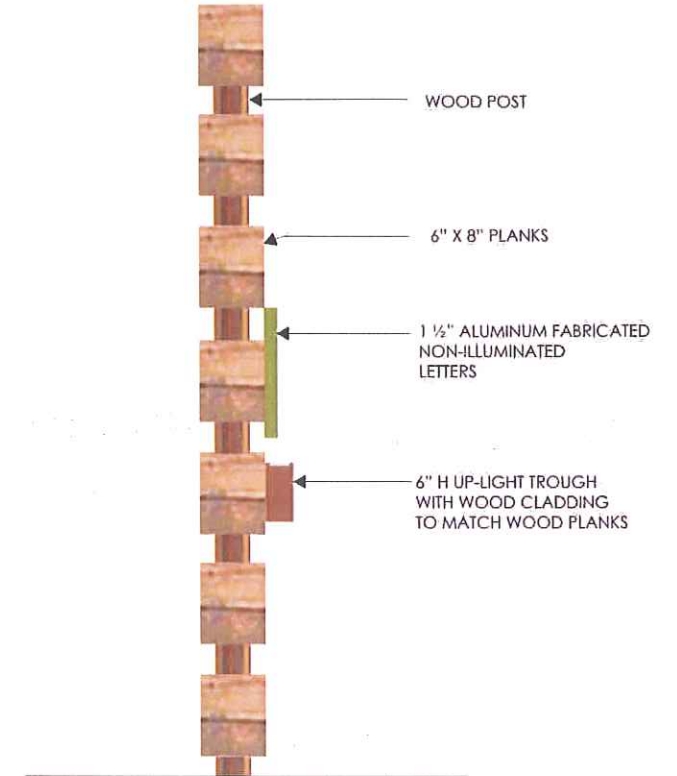 WOOD POST
6" X 8" PLANKS
1 ½" ALUMINUM FABRICATED
NON-ILLUMINATED
LETTERS
6" H UP-LIGHT TROUGH
WITH WOOD CLADDING
TO MATCH WOOD PLANKS